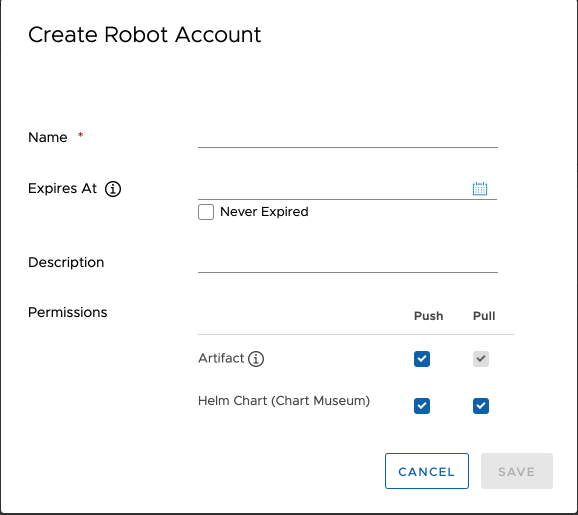 Create Robot Account
Name *
Expires At
Never Expired
Description
Permissions Push Pull
Artifact
Helm Chart (Chart Museum)
CANCEL SAVE